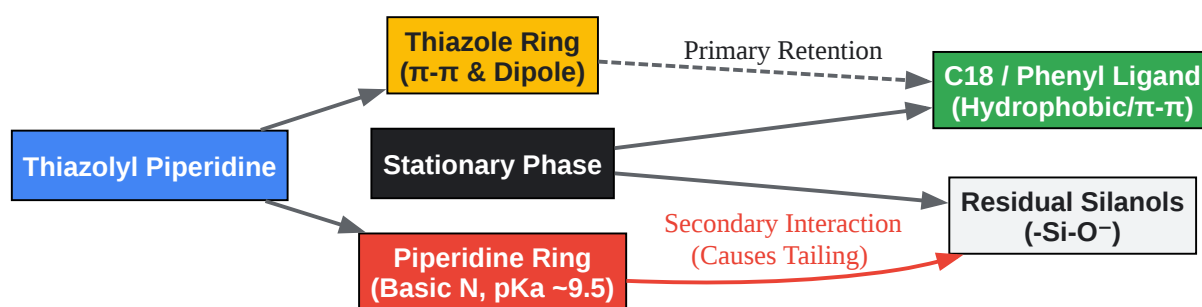 Thiazole Ring
(π-π & Dipole)
Primary Retention
C18 / Phenyl Ligand
(Hydrophobic/π-π)
Thiazolyl Piperidine
Stationary Phase
Residual Silanols
(-Si-O⁻)
Secondary Interaction
(Causes Tailing)
Piperidine Ring
(Basic N, pKa ~9.5)